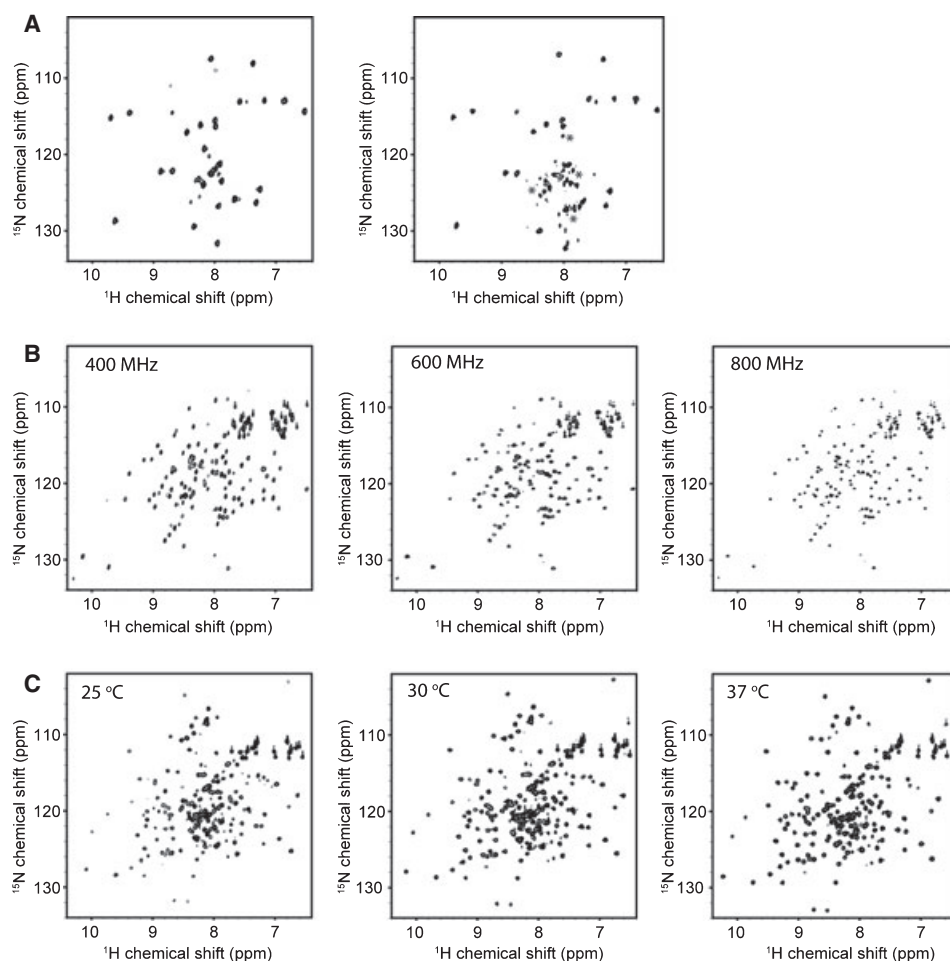 A
110
120
130
¹⁵N chemical shift (ppm)
10 9 8 7
¹H chemical shift (ppm)
110
120
130
¹⁵N chemical shift (ppm)
10 9 8 7
¹H chemical shift (ppm)
B
400 MHz
110
120
130
¹⁵N chemical shift (ppm)
10 9 8 7
¹H chemical shift (ppm)
600 MHz
110
120
130
¹⁵N chemical shift (ppm)
10 9 8 7
¹H chemical shift (ppm)
800 MHz
110
120
130
¹⁵N chemical shift (ppm)
10 9 8 7
¹H chemical shift (ppm)
C
25 °C
110
120
130
¹⁵N chemical shift (ppm)
10 9 8 7
¹H chemical shift (ppm)
30 °C
110
120
130
¹⁵N chemical shift (ppm)
10 9 8 7
¹H chemical shift (ppm)
37 °C
110
120
130
¹⁵N chemical shift (ppm)
10 9 8 7
¹H chemical shift (ppm)